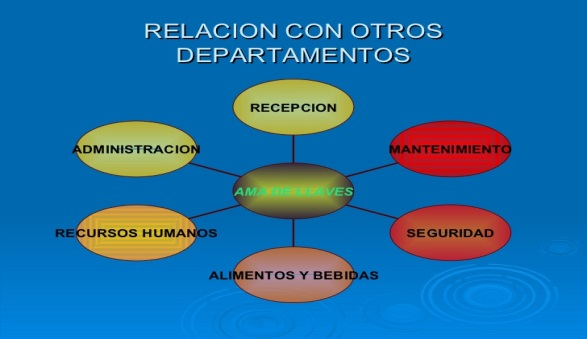 RELACION CON OTROS
DEPARTAMENTOS
RECEPCION
ADMINISTRACION
MANTENIMIENTO
AMA DE LLAVES
RECURSOS HUMANOS
SEGURIDAD
ALIMENTOS Y BEBIDAS